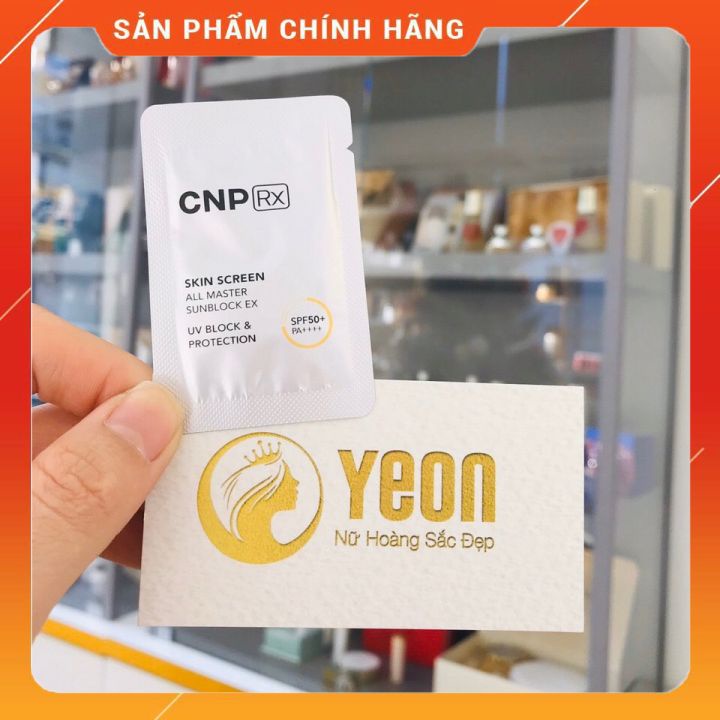 SẢN PHẨM CHÍNH HÃNG
CNP Rx
SKIN SCREEN
ALL MASTER
SUNBLOCK EX
UV BLOCK &
PROTECTION
SPF50+
PA++++
Yeon
Nữ Hoàng Sắc Đẹp